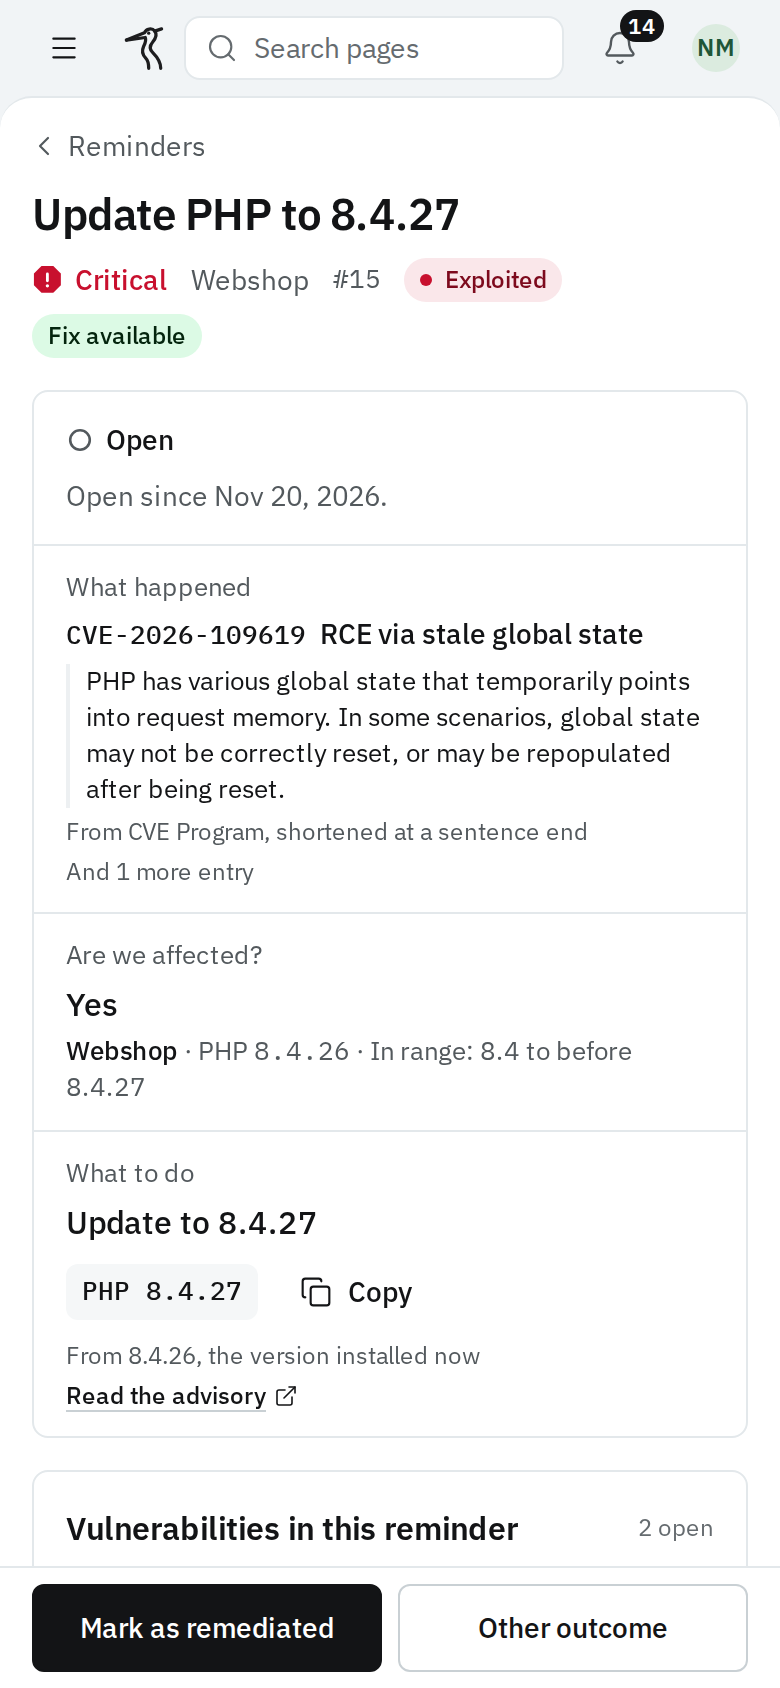 Search pages
14
NM
Reminders
Update PHP to 8.4.27
Critical Webshop #15 Exploited
Fix available
Open
Open since Nov 20, 2026.
What happened
CVE-2026-109619 RCE via stale global state
PHP has various global state that temporarily points
into request memory. In some scenarios, global state
may not be correctly reset, or may be repopulated
after being reset.
From CVE Program, shortened at a sentence end
And 1 more entry
Are we affected?
Yes
Webshop · PHP 8.4.26 · In range: 8.4 to before
8.4.27
What to do
Update to 8.4.27
PHP 8.4.27 Copy
From 8.4.26, the version installed now
Read the advisory
Vulnerabilities in this reminder 2 open
Mark as remediated Other outcome